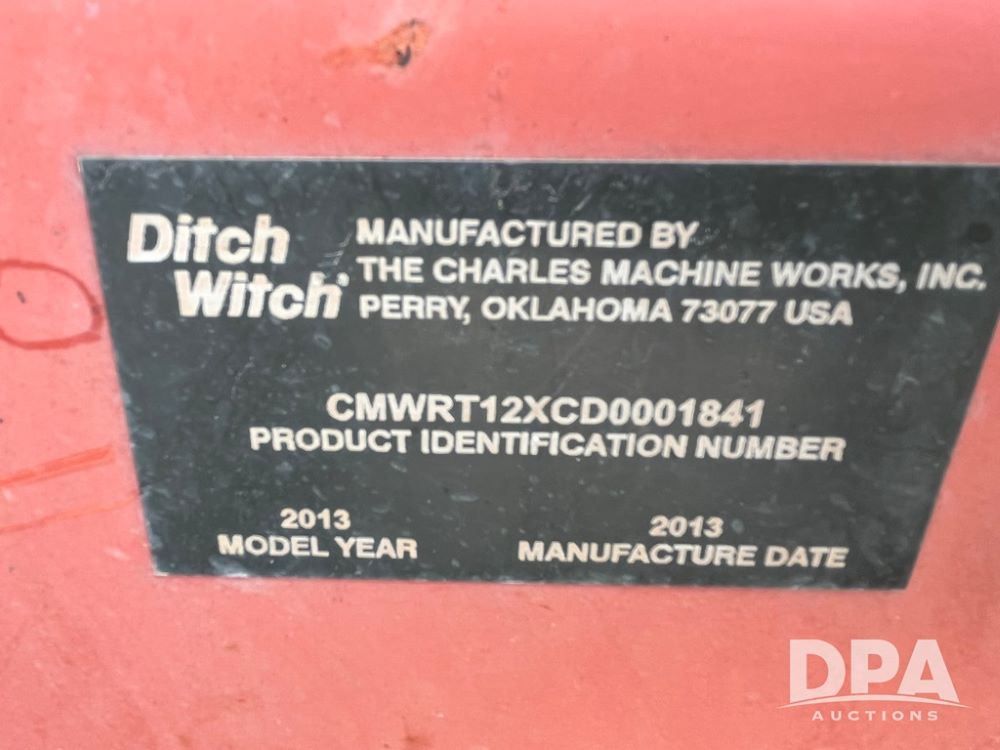 Ditch
Witch®
MANUFACTURED BY
THE CHARLES MACHINE WORKS, INC.
PERRY, OKLAHOMA 73077 USA
CMWRT12XCD0001841
PRODUCT IDENTIFICATION NUMBER
2013
MODEL YEAR
2013
MANUFACTURE DATE
DPA
AUCTIONS